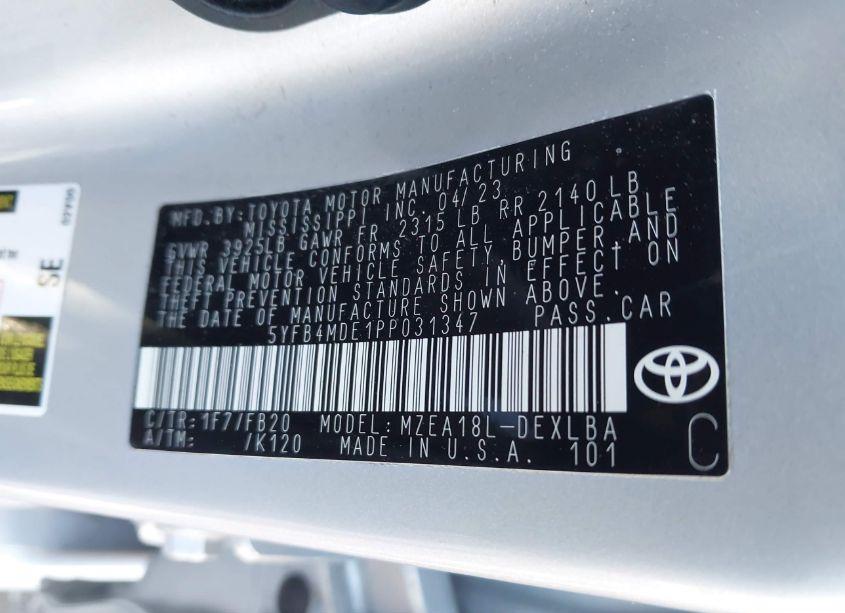 MFD. BY: TOYOTA MOTOR MANUFACTURING
MISSISSIPPI INC. 04/23
GVWR 3925LB GAWR FR 2315 LB RR 2140 LB
THIS VEHICLE CONFORMS TO ALL APPLICABLE
FEDERAL MOTOR VEHICLE SAFETY, BUMPER AND
THEFT PREVENTION STANDARDS IN EFFECT ON
THE DATE OF MANUFACTURE SHOWN ABOVE.
5YFB4MDE1PP031347 PASS.CAR
C/TR: 1F7/FB20 MODEL: MZEA18L-DEXLBA
A/TM: /K120 MADE IN U.S.A. 101
C
SE